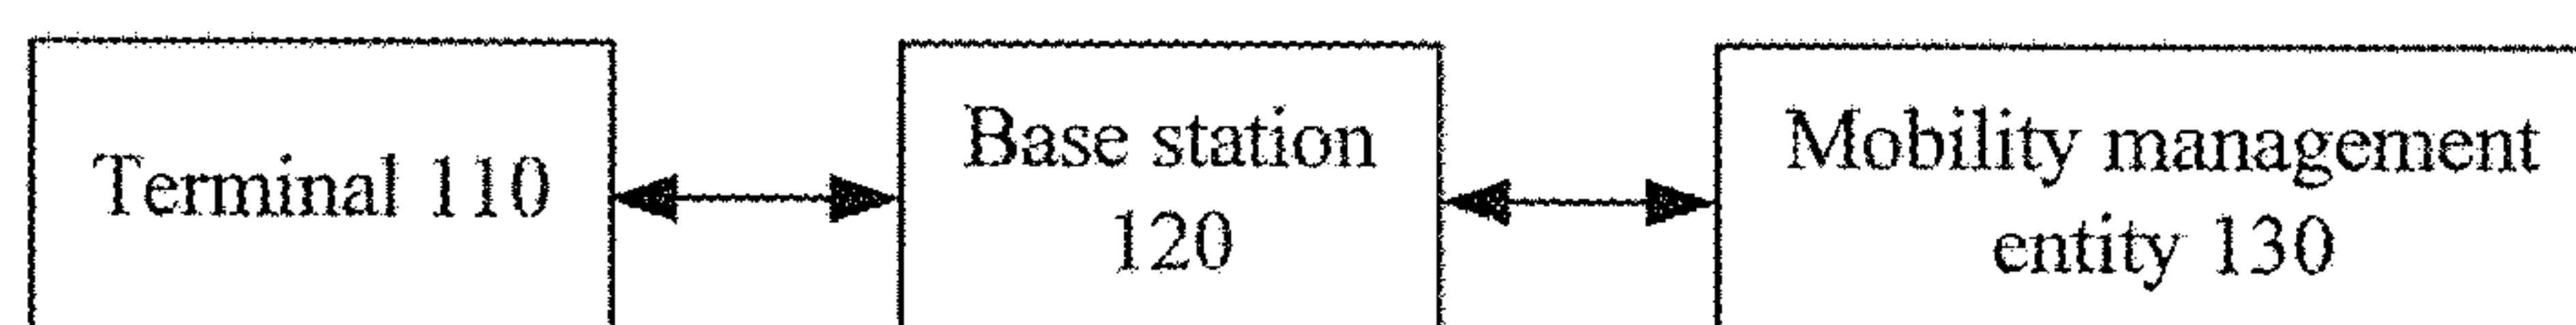 Terminal 110
Base station
120
Mobility management
entity 130